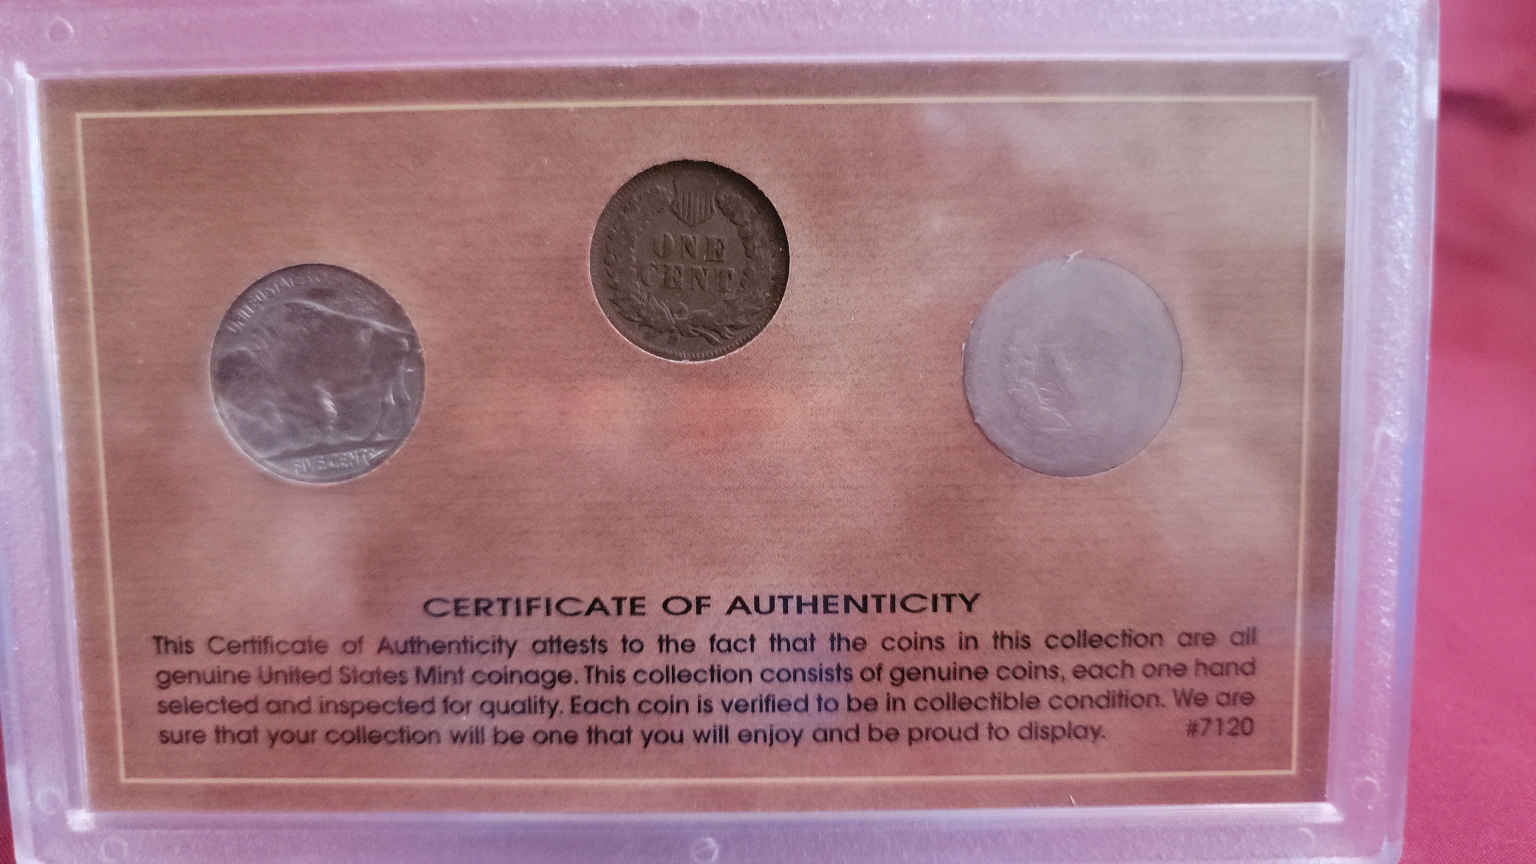 UNITED STATES
ONE
CENT
FIVE CENTS
CERTIFICATE OF AUTHENTICITY
This Certificate of Authenticity attests to the fact that the coins in this collection are all
genuine United States Mint coinage. This collection consists of genuine coins, each one hand
selected and inspected for quality. Each coin is verified to be in collectible condition. We are
sure that your collection will be one that you will enjoy and be proud to display. #7120